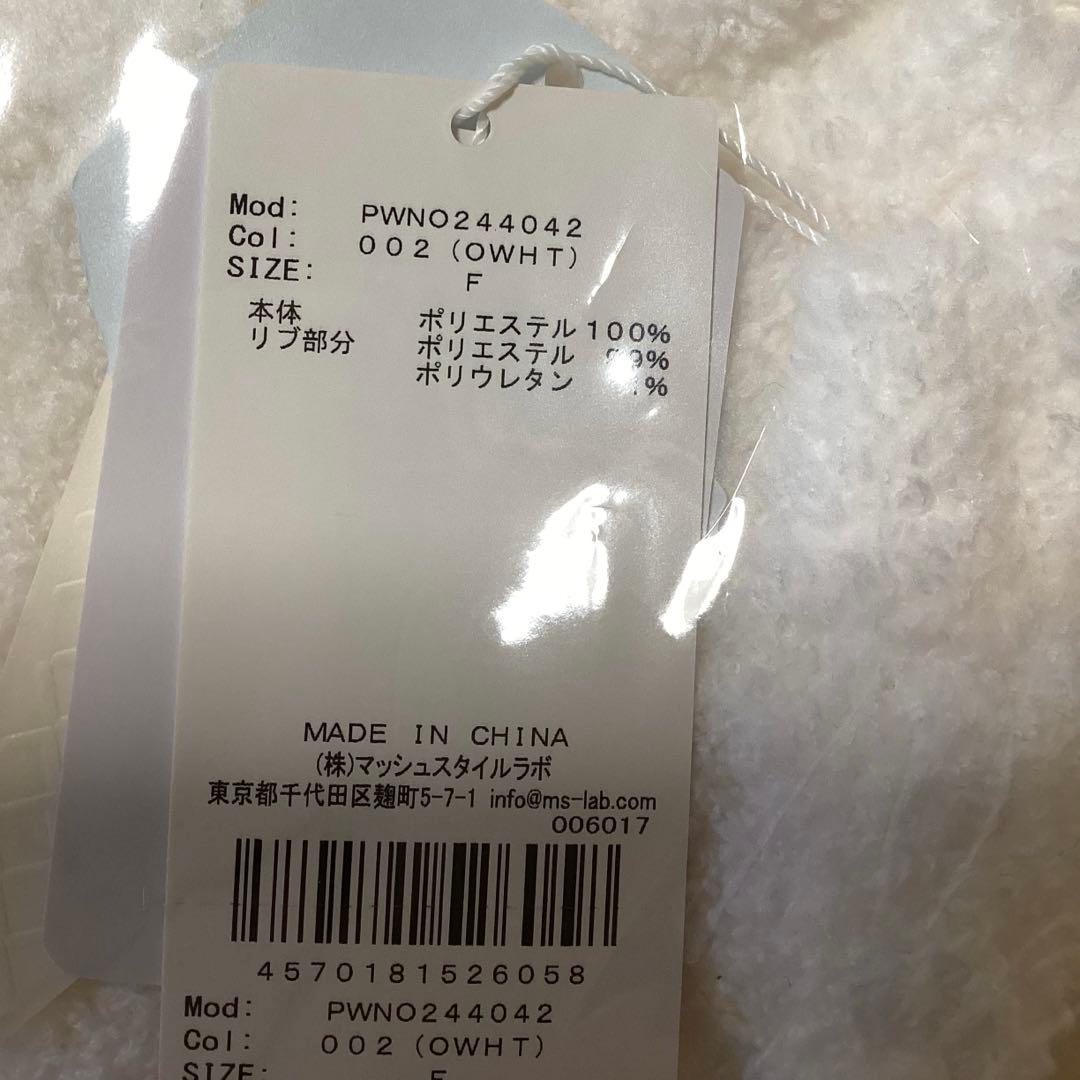 Mod: PWNO244042
Col: 002 (OWHT)
SIZE: F
本体 ポリエステル 100%
リブ部分 ポリエステル 99%
ポリウレタン 1%
MADE IN CHINA
(株)マッシュスタイルラボ
東京都千代田区麹町5-7-1 info@ms-lab.com
006017
4570181526058
Mod: PWNO244042
Col: 002 (OWHT)
SIZE: F